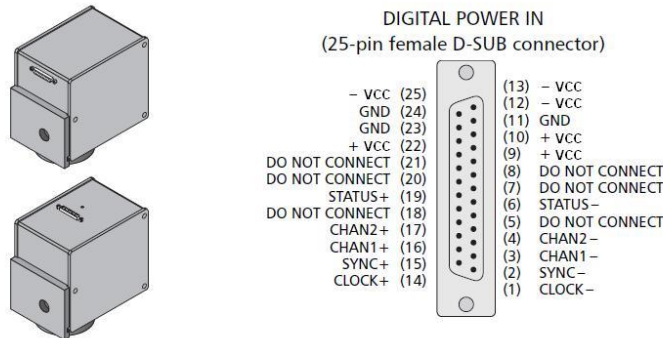 DIGITAL POWER IN
(25-pin female D-SUB connector)
– VCC (25)
GND (24)
GND (23)
+ VCC (22)
DO NOT CONNECT (21)
DO NOT CONNECT (20)
STATUS+ (19)
DO NOT CONNECT (18)
CHAN2+ (17)
CHAN1+ (16)
SYNC+ (15)
CLOCK+ (14)
(13) – VCC
(12) – VCC
(11) GND
(10) + VCC
(9) + VCC
(8) DO NOT CONNECT
(7) DO NOT CONNECT
(6) STATUS–
(5) DO NOT CONNECT
(4) CHAN2–
(3) CHAN1–
(2) SYNC–
(1) CLOCK–